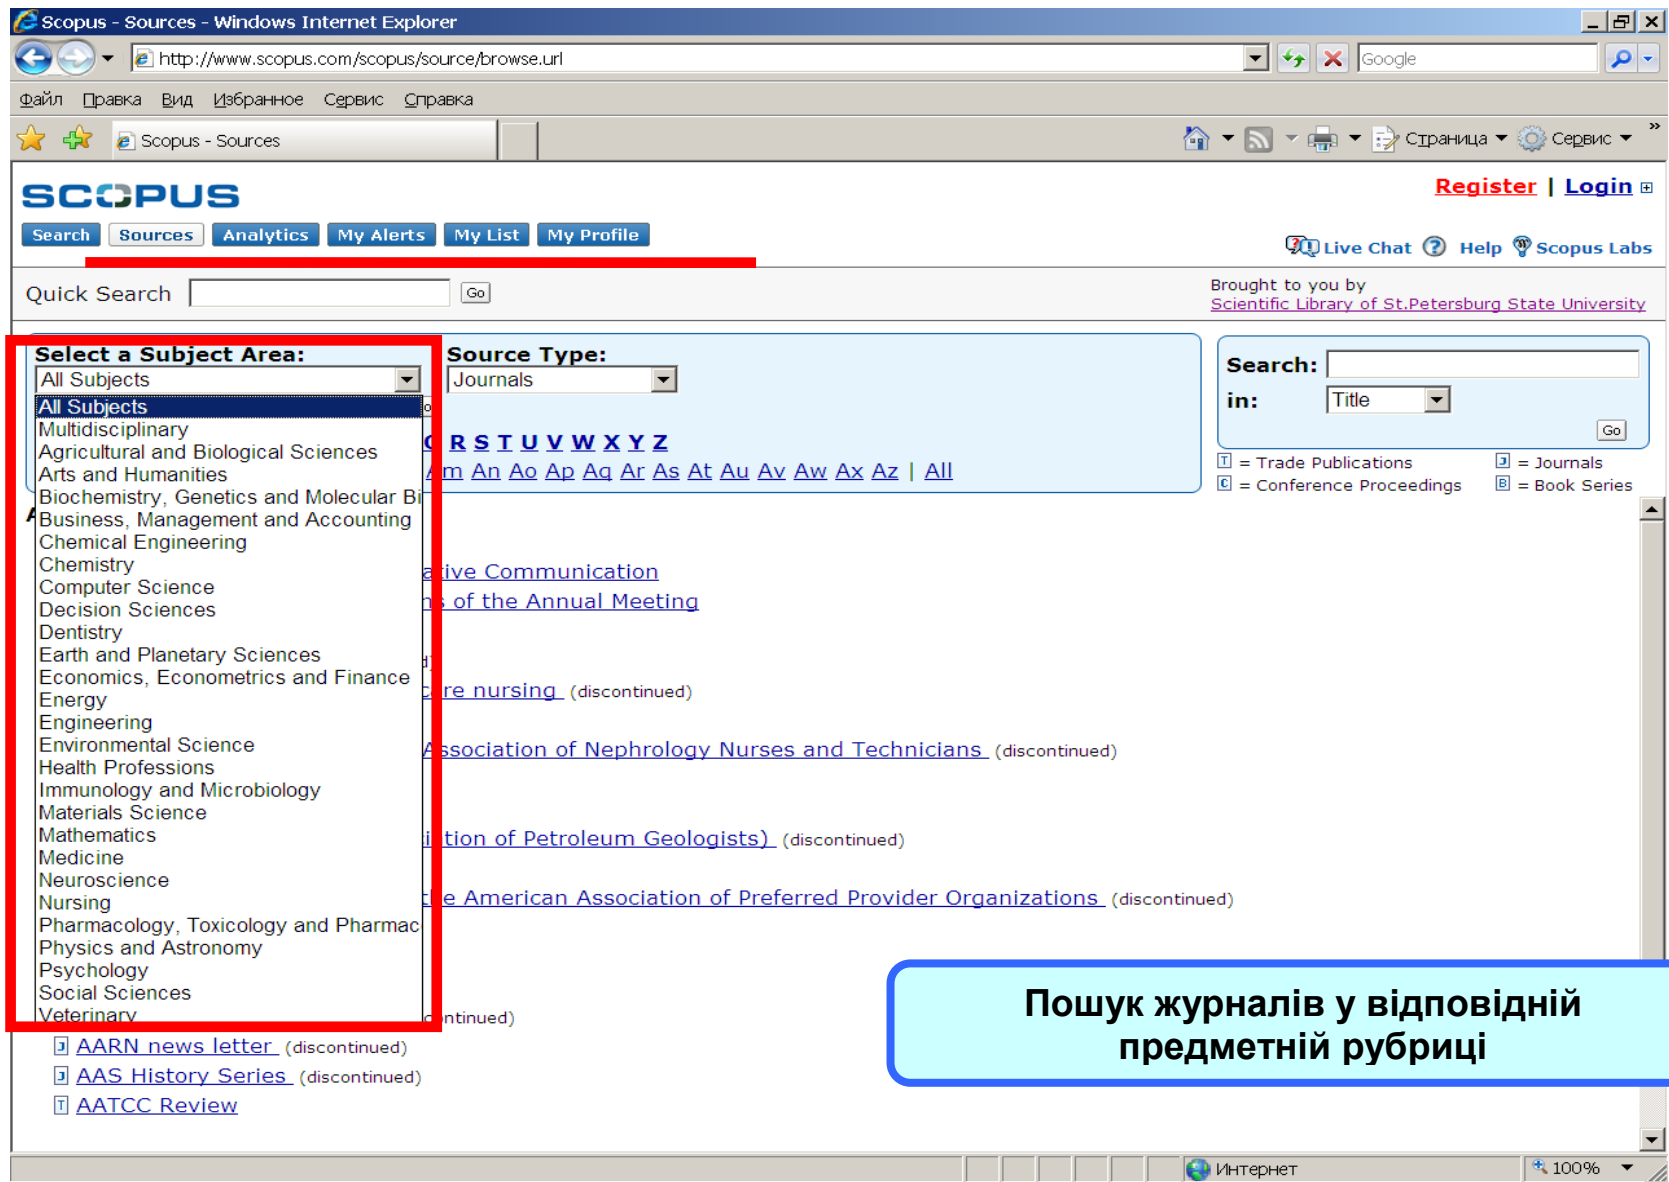 Scopus - Sources - Windows Internet Explorer
http://www.scopus.com/scopus/source/browse.url
Google
Файл Правка Вид Избранное Сервис Справка
Scopus - Sources
Страница Сервис »
SCOPUS
Register | Login
Search Sources Analytics My Alerts My List My Profile
Live Chat Help Scopus Labs
Quick Search Go
Brought to you by
Scientific Library of St.Petersburg State University
Select a Subject Area: Source Type:
All Subjects Journals
Search:
in: Title
Go
All Subjects
Multidisciplinary
R S T U V W X Y Z
Agricultural and Biological Sciences
Am An Ao Ap Aq Ar As At Au Av Aw Ax Az | All
T = Trade Publications J = Journals
C = Conference Proceedings B = Book Series
Arts and Humanities
Biochemistry, Genetics and Molecular Bi
Business, Management and Accounting
Chemical Engineering
Chemistry
ative Communication
Computer Science
Decision Sciences
of the Annual Meeting
Dentistry
Earth and Planetary Sciences
Economics, Econometrics and Finance
Energy
nursing (discontinued)
Engineering
Environmental Science
Association of Nephrology Nurses and Technicians (discontinued)
Health Professions
Immunology and Microbiology
Materials Science
Mathematics
tion of Petroleum Geologists) (discontinued)
Medicine
Neuroscience
Nursing
the American Association of Preferred Provider Organizations (discontinued)
Pharmacology, Toxicology and Pharmac
Physics and Astronomy
Psychology
Social Sciences
Veterinary
continued)
J AARN news letter (discontinued)
J AAS History Series (discontinued)
T AATCC Review
Пошук журналів у відповідній
предметній рубриці
Интернет 100%